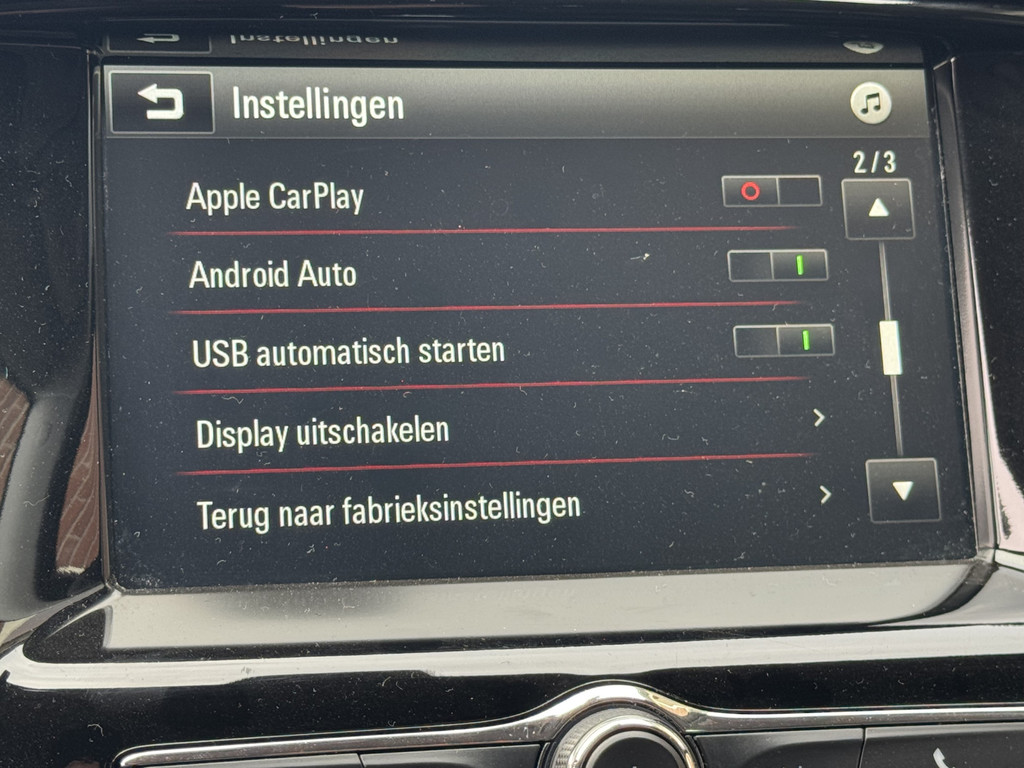 Instellingen
2/3
Apple CarPlay
Android Auto
USB automatisch starten
Display uitschakelen
Terug naar fabrieksinstellingen